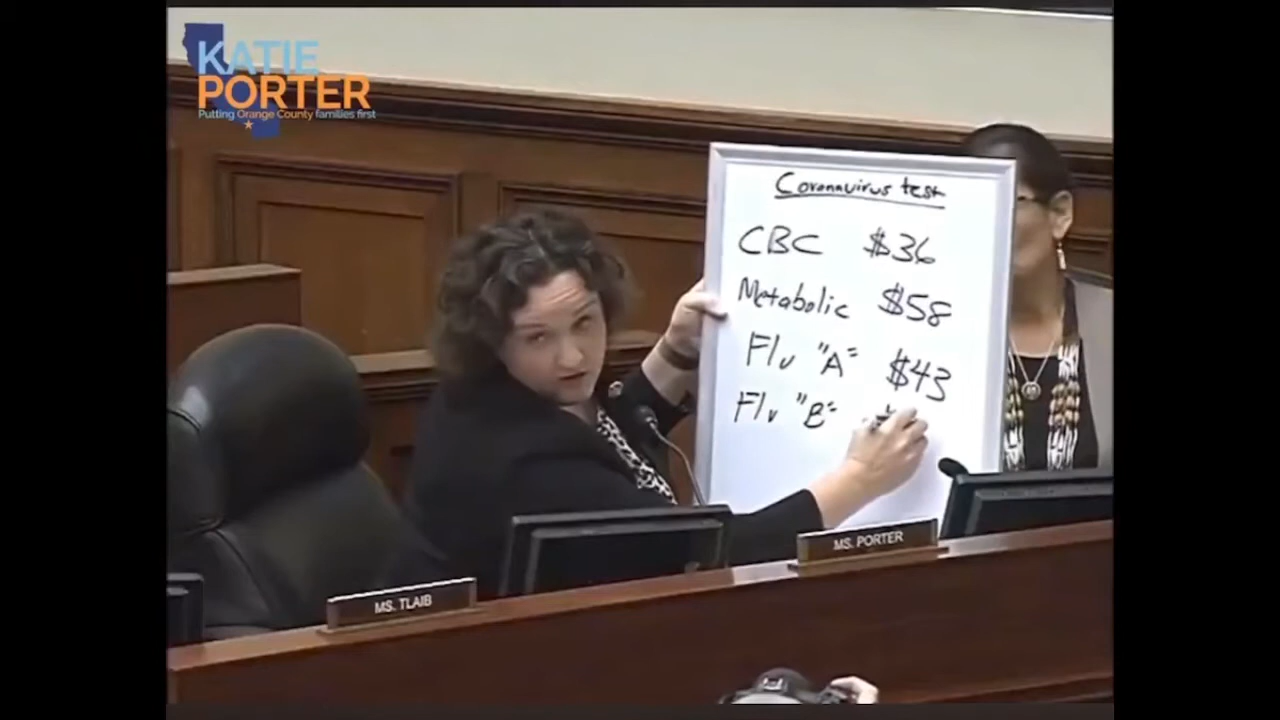 KATIE
PORTER
Putting Orange County families first
Coronavirus test
CBC $36
Metabolic $58
Flu "A" $43
Flu "B"
MS. PORTER
MS. TLAIB